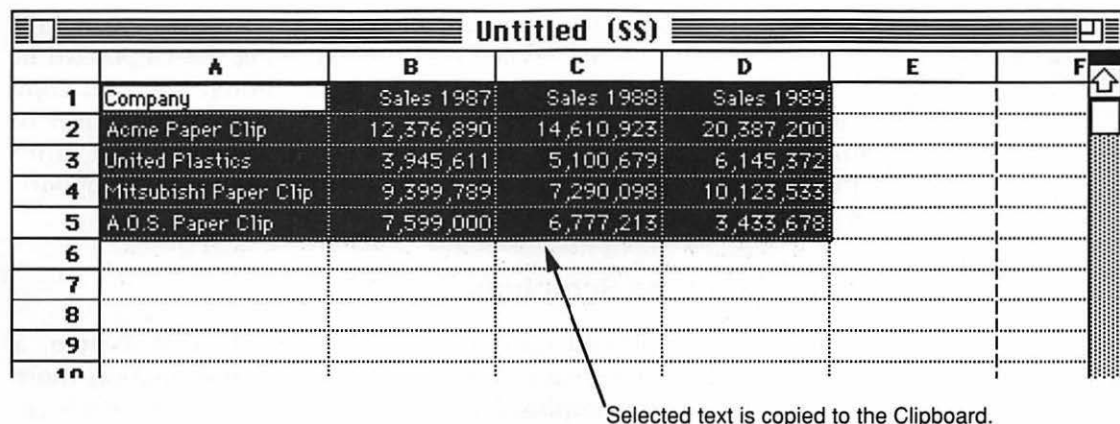 Untitled (SS)
A B C D E F
1 Company Sales 1987 Sales 1988 Sales 1989
2 Acme Paper Clip 12,376,890 14,610,923 20,387,200
3 United Plastics 3,945,611 5,100,679 6,145,372
4 Mitsubishi Paper Clip 9,399,789 7,290,098 10,123,533
5 A.O.S. Paper Clip 7,599,000 6,777,213 3,433,678
6
7
8
9
10
Selected text is copied to the Clipboard.